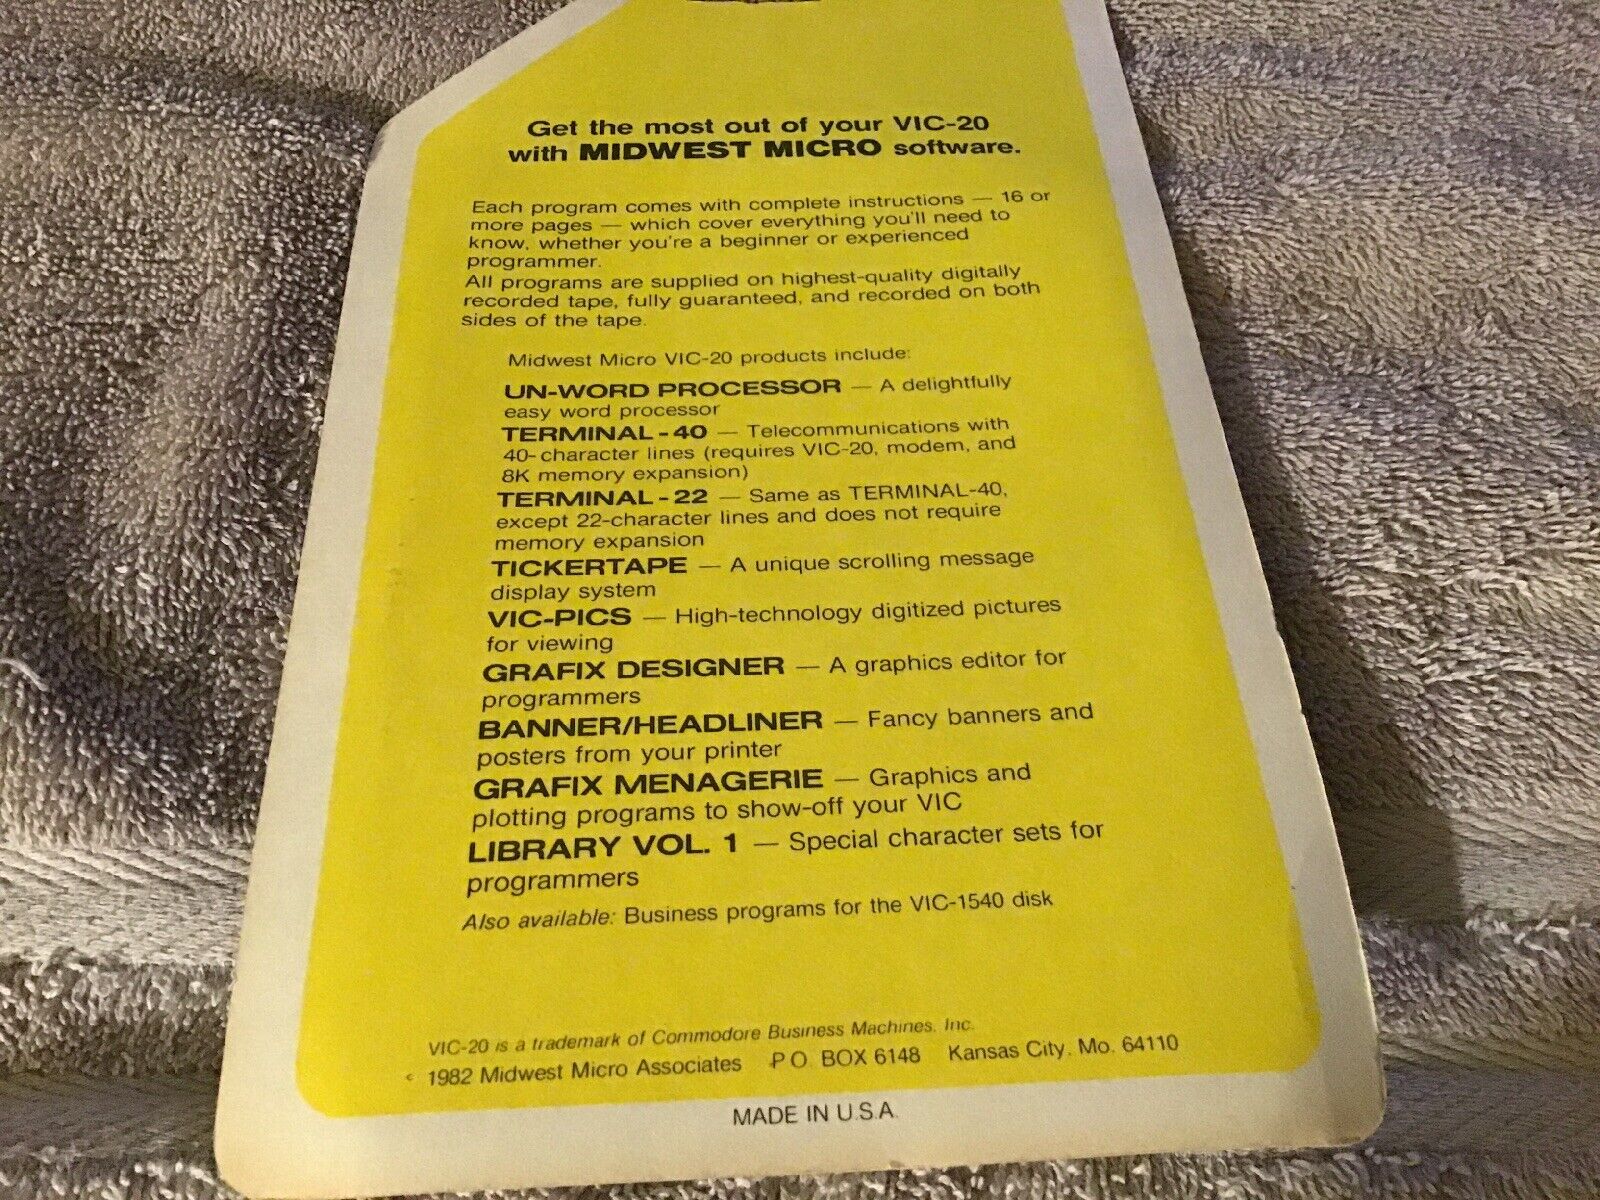 Get the most out of your VIC-20
with MIDWEST MICRO software.
Each program comes with complete instructions — 16 or
more pages — which cover everything you'll need to
know, whether you're a beginner or experienced
programmer.
All programs are supplied on highest-quality digitally
recorded tape, fully guaranteed, and recorded on both
sides of the tape.
Midwest Micro VIC-20 products include:
UN-WORD PROCESSOR — A delightfully
easy word processor
TERMINAL-40 — Telecommunications with
40-character lines (requires VIC-20, modem, and
8K memory expansion)
TERMINAL-22 — Same as TERMINAL-40,
except 22-character lines and does not require
memory expansion
TICKERTAPE — A unique scrolling message
display system
VIC-PICS — High-technology digitized pictures
for viewing
GRAFIX DESIGNER — A graphics editor for
programmers
BANNER/HEADLINER — Fancy banners and
posters from your printer
GRAFIX MENAGERIE — Graphics and
plotting programs to show-off your VIC
LIBRARY VOL. 1 — Special character sets for
programmers
Also available: Business programs for the VIC-1540 disk
VIC-20 is a trademark of Commodore Business Machines, Inc.
c 1982 Midwest Micro Associates P.O. BOX 6148 Kansas City, Mo. 64110
MADE IN U.S.A.